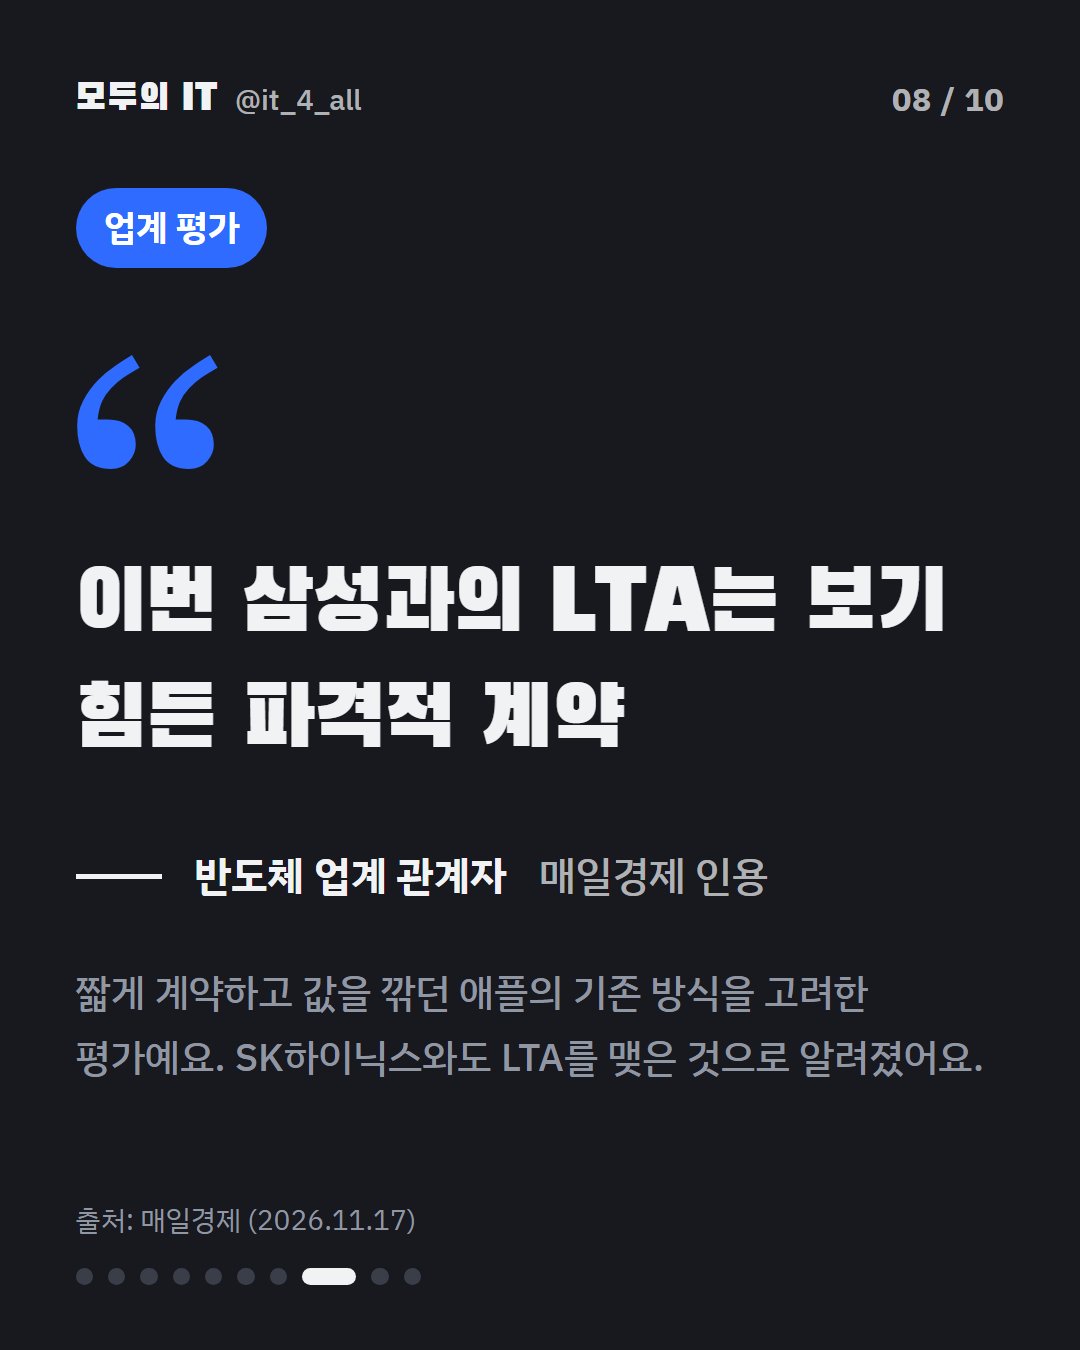 모두의 IT @it_4_all 08 / 10
업계 평가
“
이번 삼성과의 LTA는 보기
힘든 파격적 계약
반도체 업계 관계자 매일경제 인용
짧게 계약하고 값을 깎던 애플의 기존 방식을 고려한
평가예요. SK하이닉스와도 LTA를 맺은 것으로 알려졌어요.
출처: 매일경제 (2026.11.17)